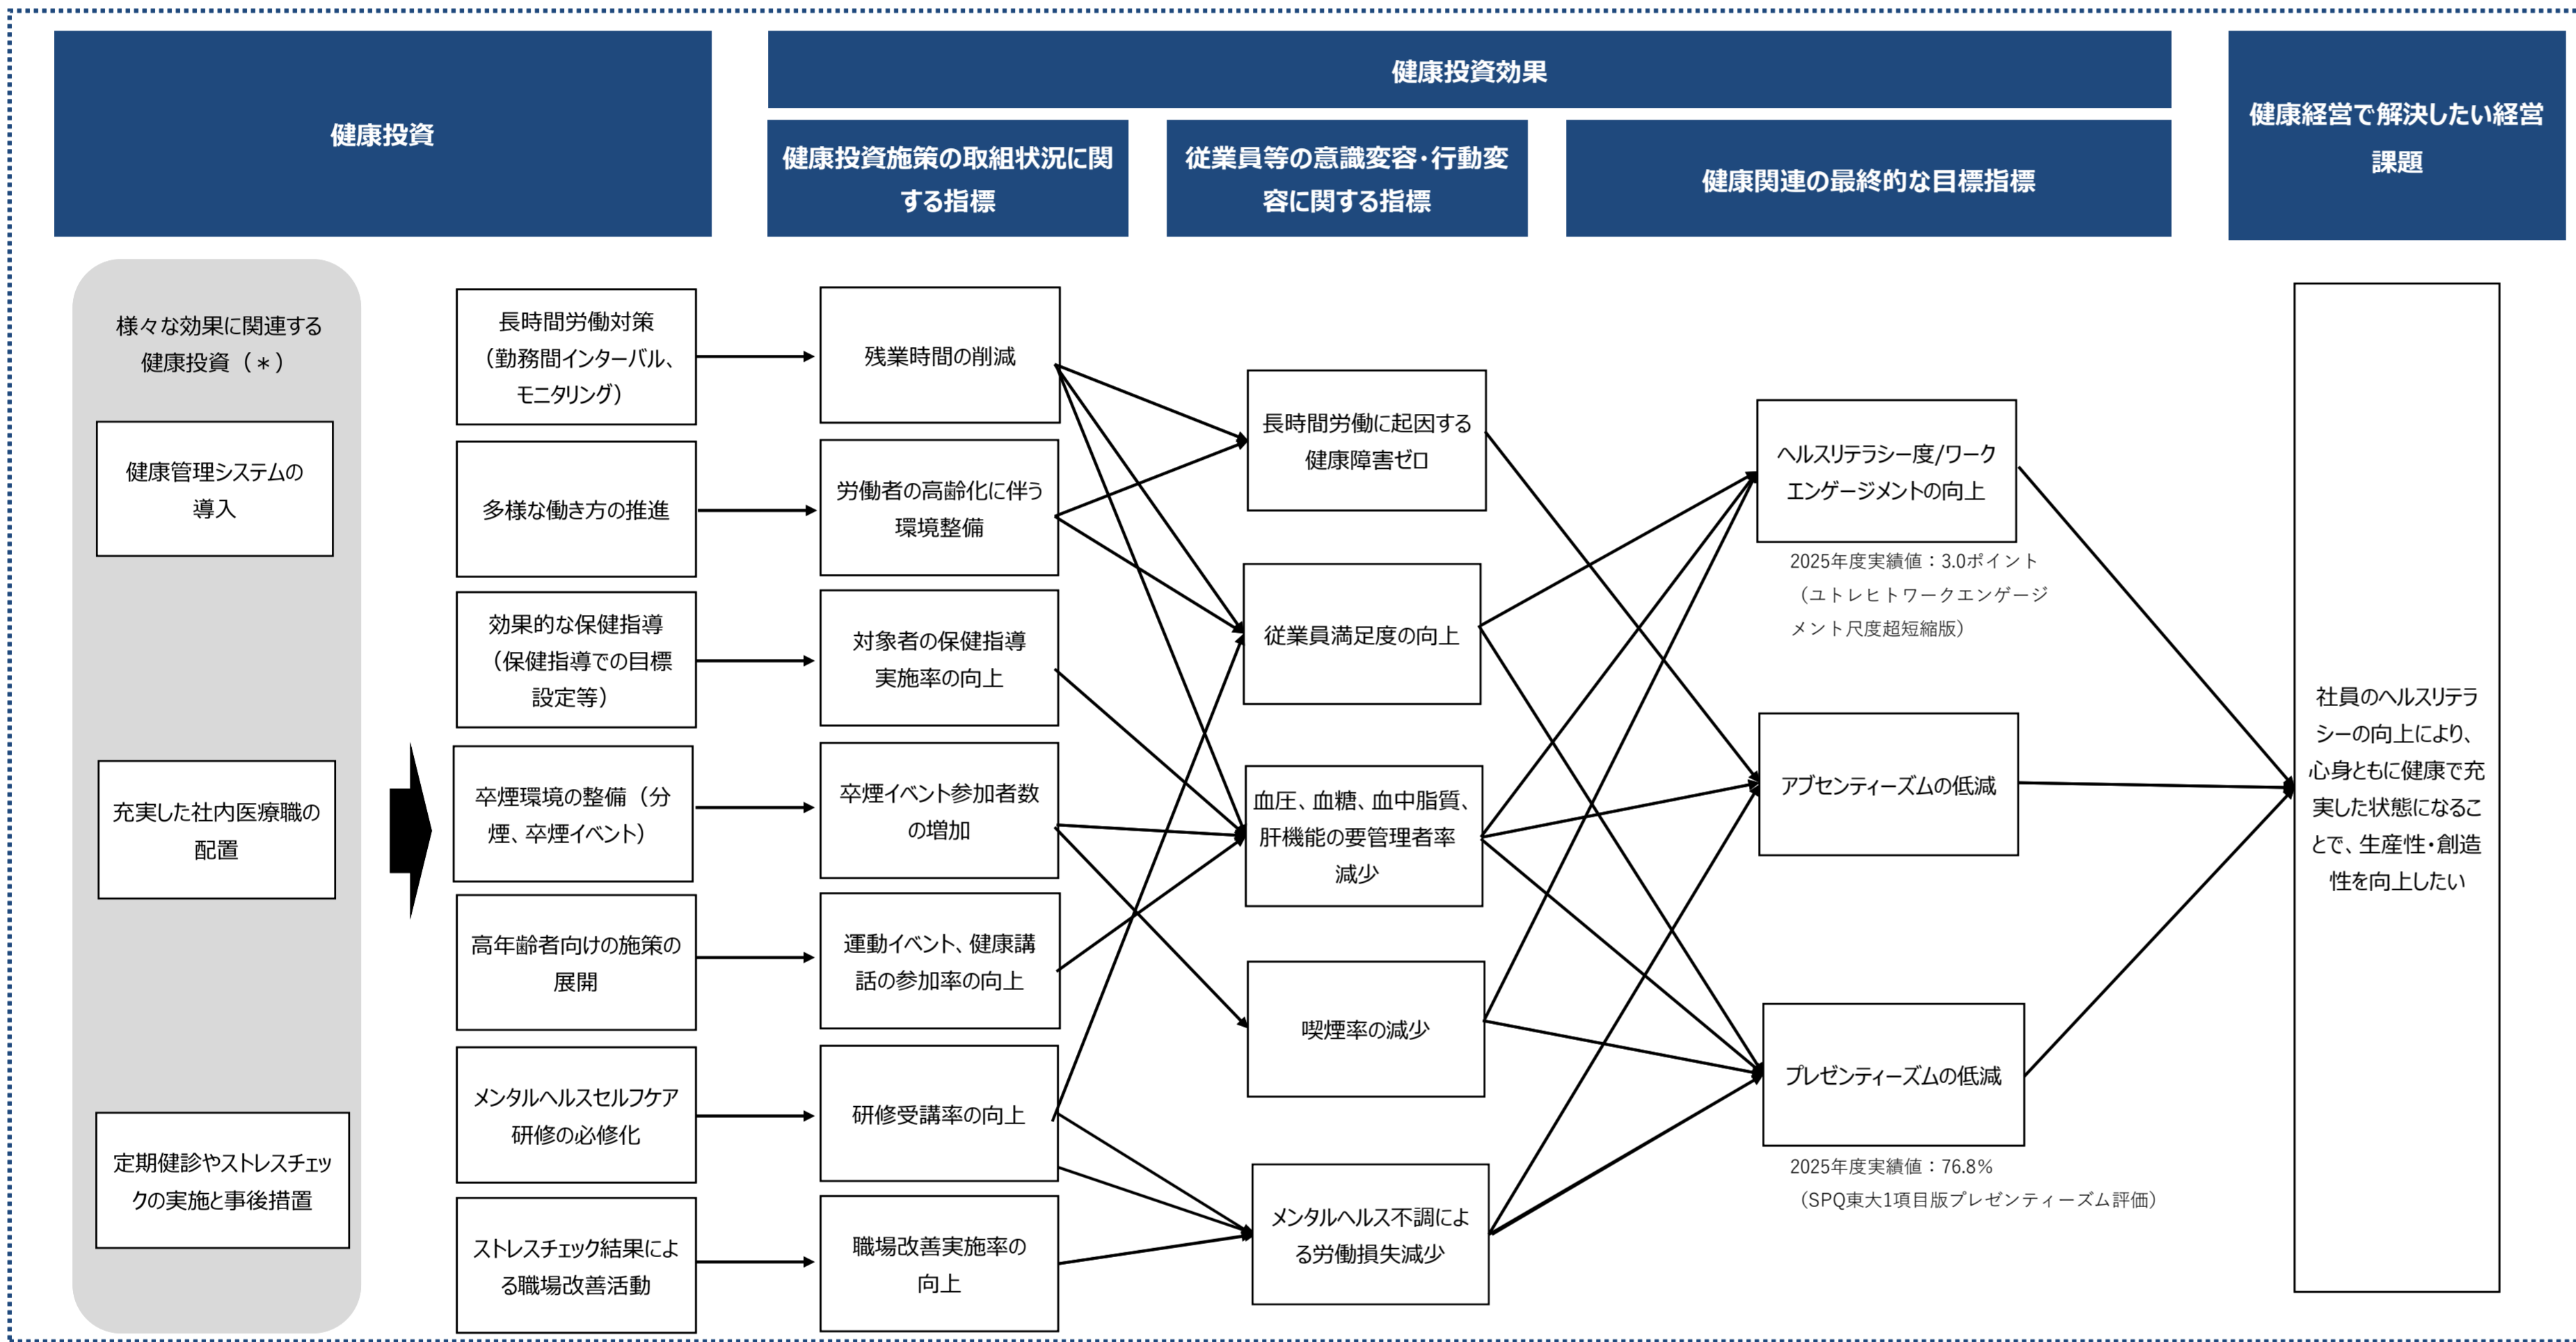 健康投資
健康投資効果
健康投資施策の取組状況に関
する指標
従業員等の意識変容・行動変
容に関する指標
健康関連の最終的な目標指標
健康経営で解決したい経営
課題
様々な効果に関連する
健康投資（＊）
健康管理システムの
導入
充実した社内医療職の
配置
定期健診やストレスチェッ
クの実施と事後措置
長時間労働対策
（勤務間インターバル、
モニタリング）
多様な働き方の推進
効果的な保健指導
（保健指導での目標
設定等）
卒煙環境の整備（分
煙、卒煙イベント）
高年齢者向けの施策の
展開
メンタルヘルスセルフケア
研修の必修化
ストレスチェック結果によ
る職場改善活動
残業時間の削減
労働者の高齢化に伴う
環境整備
対象者の保健指導
実施率の向上
卒煙イベント参加者数
の増加
運動イベント、健康講
話の参加率の向上
研修受講率の向上
職場改善実施率の
向上
長時間労働に起因する
健康障害ゼロ
従業員満足度の向上
血圧、血糖、血中脂質、
肝機能の要管理者率
減少
喫煙率の減少
メンタルヘルス不調によ
る労働損失減少
ヘルスリテラシー度/ワーク
エンゲージメントの向上
2025年度実績値：3.0ポイント
（ユトレヒトワークエンゲージ
メント尺度超短縮版）
アブセンティーズムの低減
プレゼンティーズムの低減
2025年度実績値：76.8％
（SPQ東大1項目版プレゼンティーズム評価）
社員のヘルスリテラ
シーの向上により、
心身ともに健康で充
実した状態になるこ
とで、生産性・創造
性を向上したい